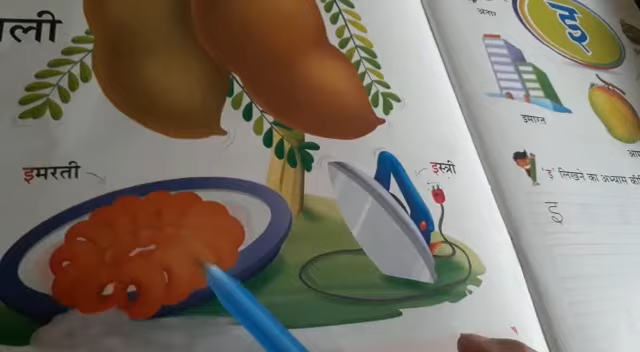 इमरती
इस्त्री
इ
इमारत
'इ' लिखने का अभ्यास
इ